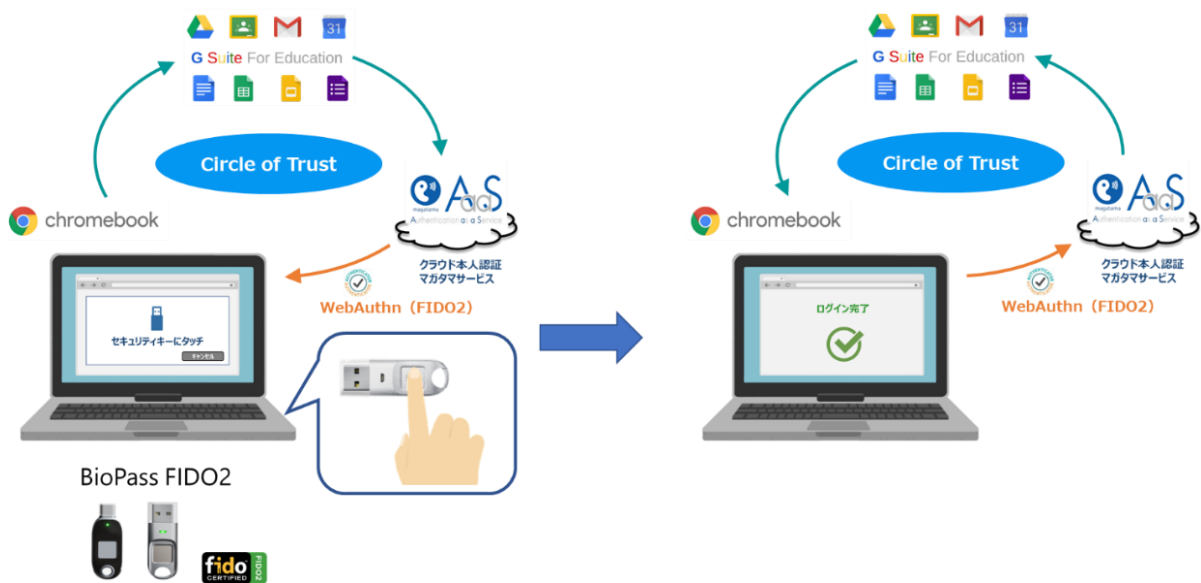 31
G Suite For Education
Circle of Trust
magatama
AaaS
Authentication as a Service
クラウド本人認証
マガタマサービス
chromebook
WebAuthn（FIDO2）
セキュリティキーにタッチ
キャンセル
BioPass FIDO2
fido
CERTIFIED
FIDO2
31
G Suite For Education
Circle of Trust
magatama
AaaS
Authentication as a Service
クラウド本人認証
マガタマサービス
chromebook
WebAuthn（FIDO2）
ログイン完了